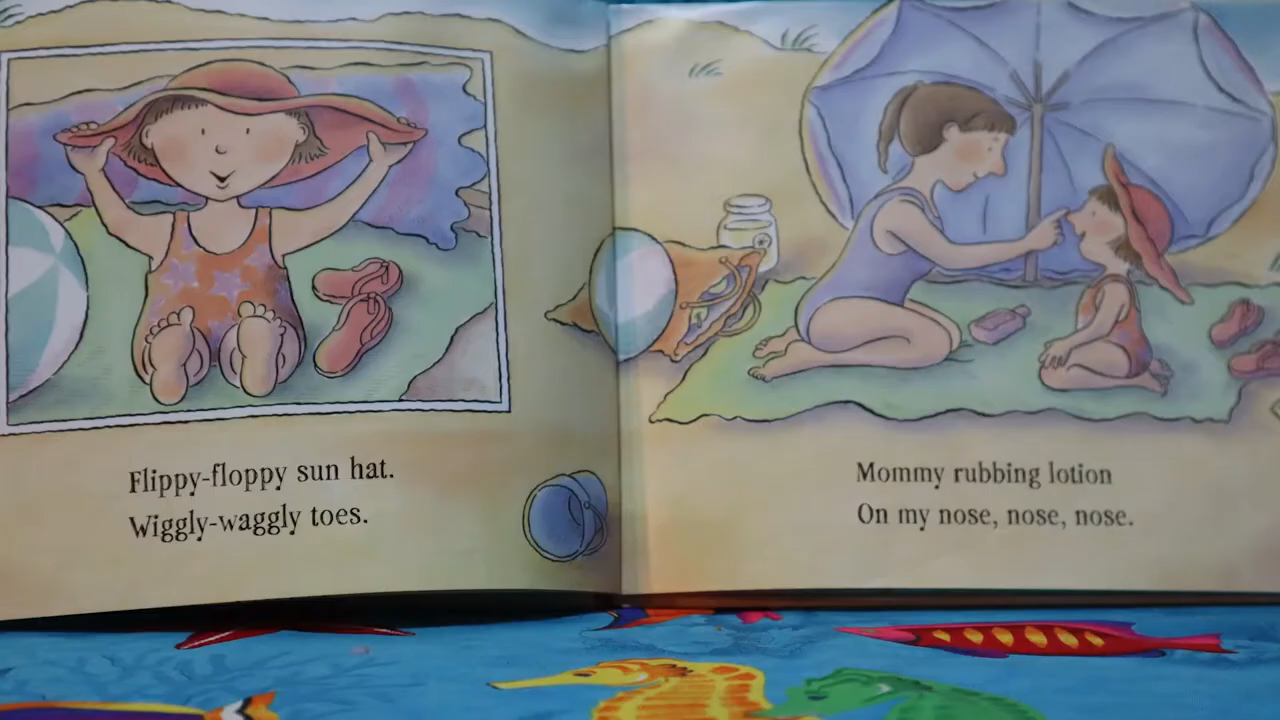 Flippy-floppy sun hat.
Wiggly-waggly toes.
Mommy rubbing lotion
On my nose, nose, nose.